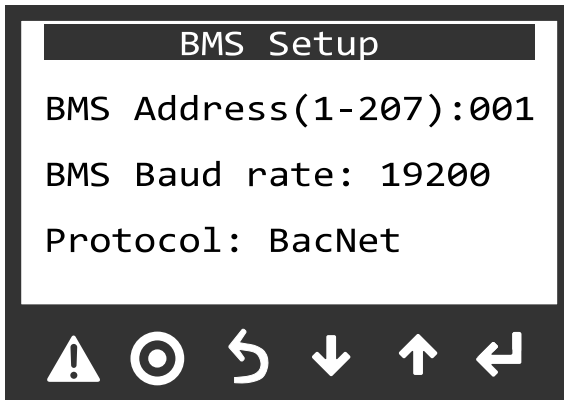 BMS Setup
BMS Address(1-207):001
BMS Baud rate: 19200
Protocol: BacNet